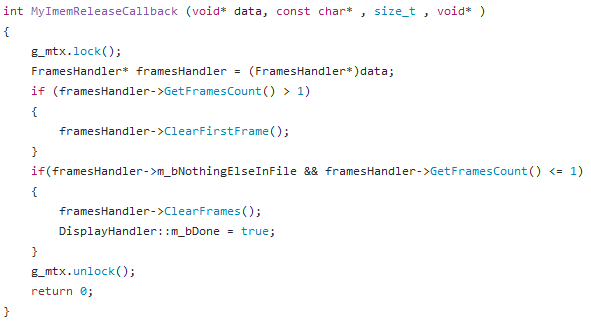 int MyImemReleaseCallback (void* data, const char* , size_t , void* )
{
    g_mtx.lock();
    FramesHandler* framesHandler = (FramesHandler*)data;
    if (framesHandler->GetFramesCount() > 1)
    {
        framesHandler->ClearFirstFrame();
    }
    if(framesHandler->m_bNothingElseInFile && framesHandler->GetFramesCount() <= 1)
    {
        framesHandler->ClearFrames();
        DisplayHandler::m_bDone = true;
    }
    g_mtx.unlock();
    return 0;
}